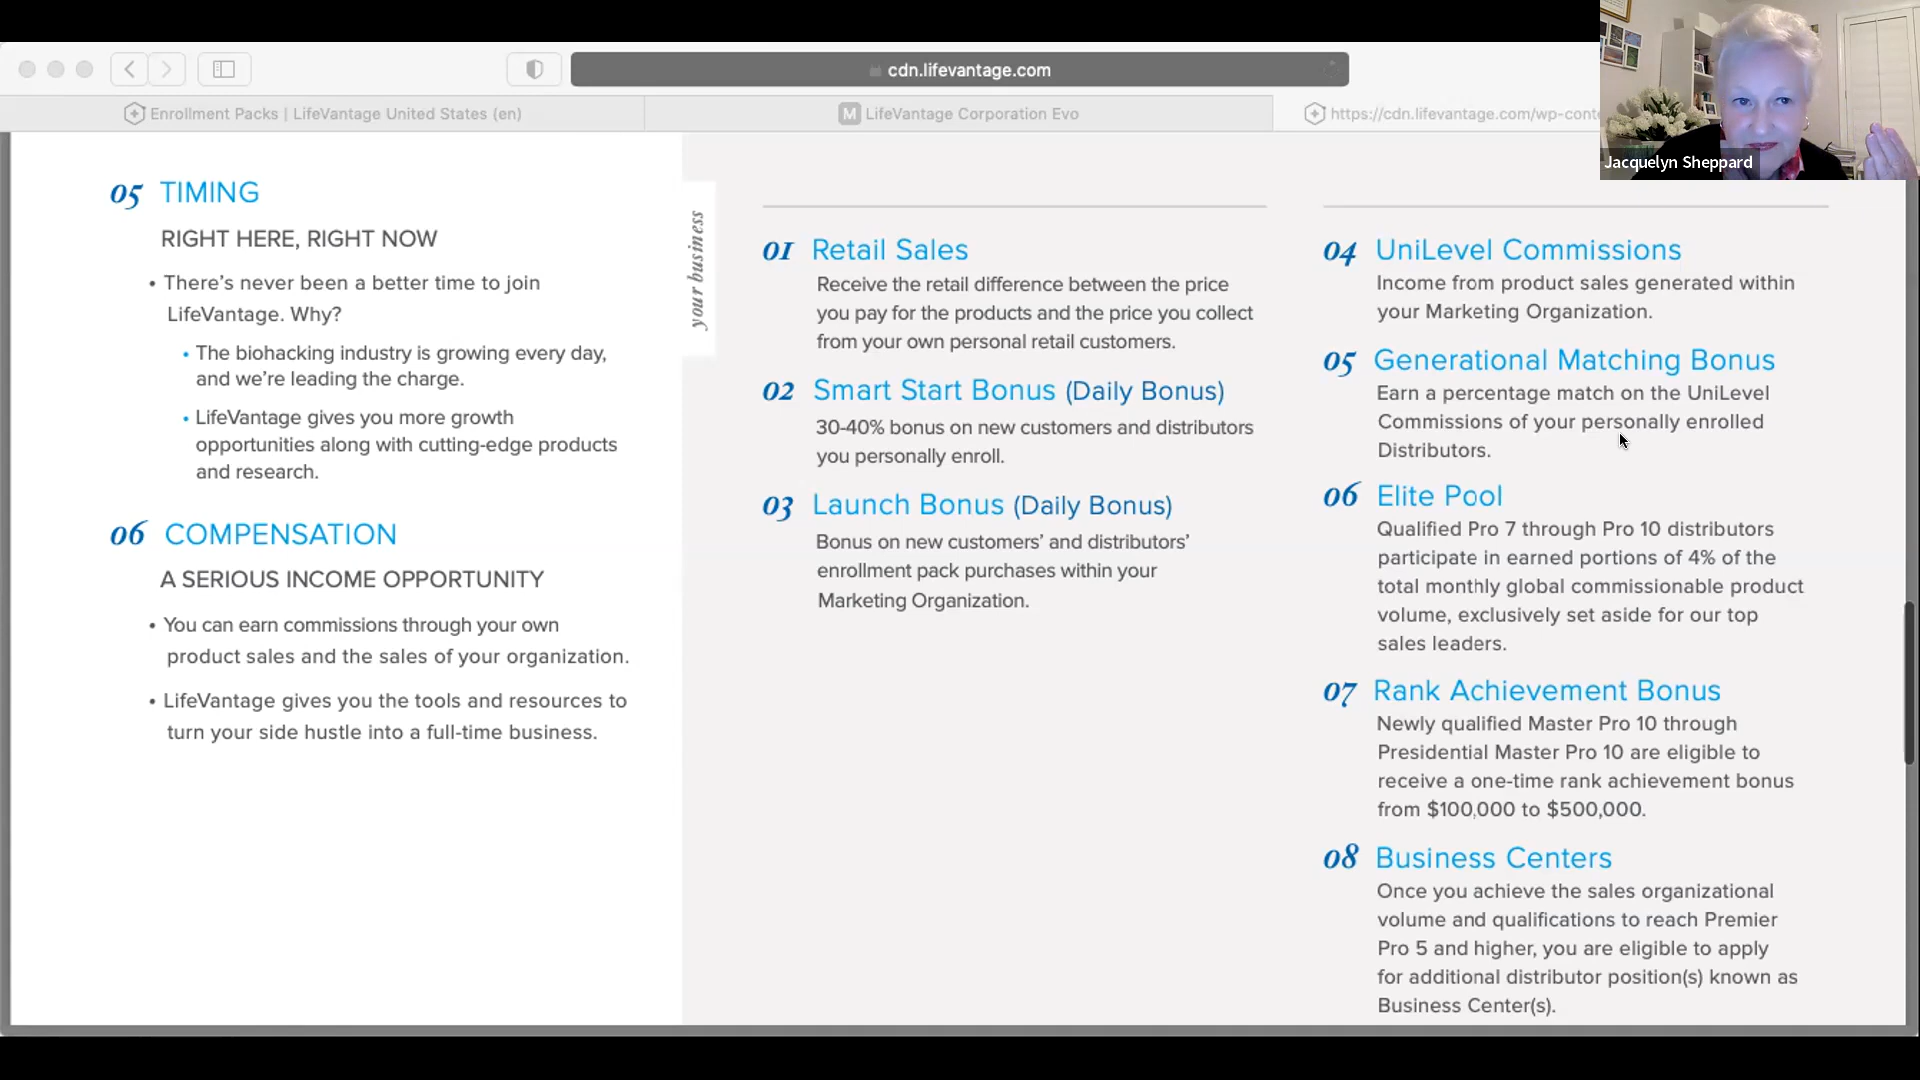 cdn.lifevantage.com
Enrollment Packs | LifeVantage United States (en)
M LifeVantage Corporation Evo
https://cdn.lifevantage.com/wp-conte
Jacquelyn Sheppard
05 TIMING
RIGHT HERE, RIGHT NOW
• There’s never been a better time to join
LifeVantage. Why?
• The biohacking industry is growing every day,
and we’re leading the charge.
• LifeVantage gives you more growth
opportunities along with cutting-edge products
and research.
06 COMPENSATION
A SERIOUS INCOME OPPORTUNITY
• You can earn commissions through your own
product sales and the sales of your organization.
• LifeVantage gives you the tools and resources to
turn your side hustle into a full-time business.
your business
01 Retail Sales
Receive the retail difference between the price
you pay for the products and the price you collect
from your own personal retail customers.
02 Smart Start Bonus (Daily Bonus)
30-40% bonus on new customers and distributors
you personally enroll.
03 Launch Bonus (Daily Bonus)
Bonus on new customers’ and distributors’
enrollment pack purchases within your
Marketing Organization.
04 UniLevel Commissions
Income from product sales generated within
your Marketing Organization.
05 Generational Matching Bonus
Earn a percentage match on the UniLevel
Commissions of your personally enrolled
Distributors.
06 Elite Pool
Qualified Pro 7 through Pro 10 distributors
participate in earned portions of 4% of the
total monthly global commissionable product
volume, exclusively set aside for our top
sales leaders.
07 Rank Achievement Bonus
Newly qualified Master Pro 10 through
Presidential Master Pro 10 are eligible to
receive a one-time rank achievement bonus
from $100,000 to $500,000.
08 Business Centers
Once you achieve the sales organizational
volume and qualifications to reach Premier
Pro 5 and higher, you are eligible to apply
for additional distributor position(s) known as
Business Center(s).